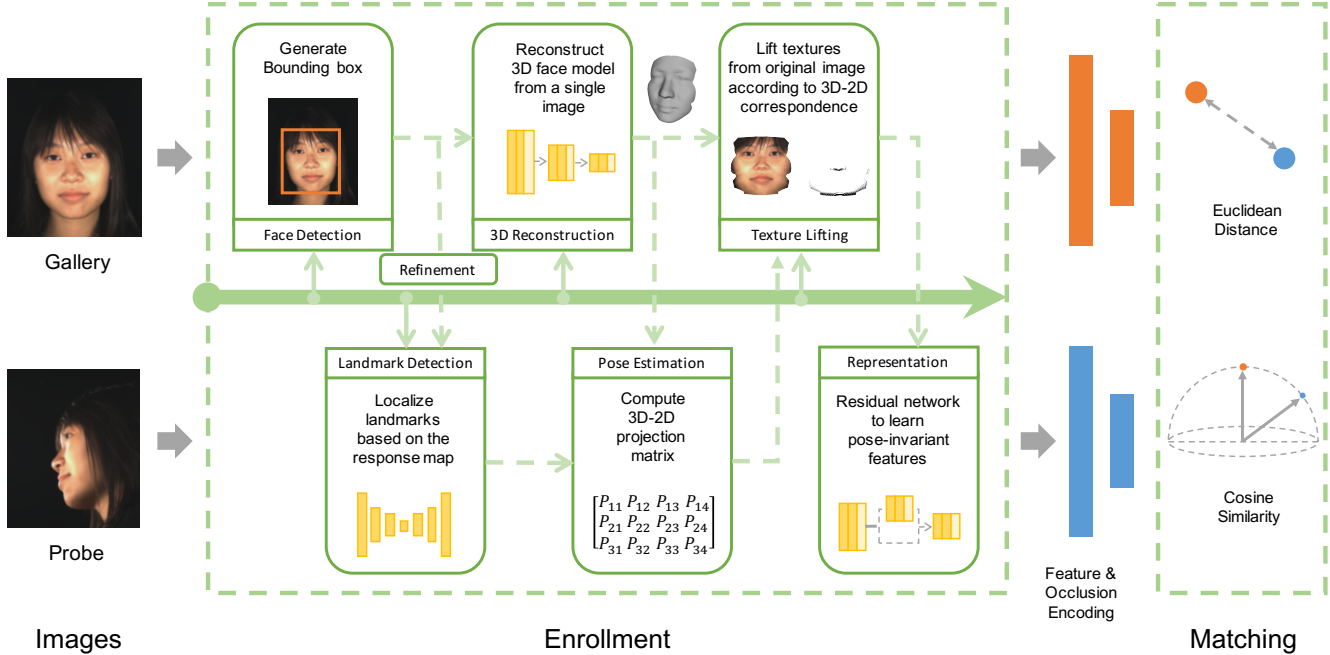 Gallery
Probe
Images
Generate
Bounding box
Face Detection
Refinement
Reconstruct
3D face model
from a single
image
3D Reconstruction
Lift textures
from original image
according to 3D-2D
correspondence
Texture Lifting
Landmark Detection
Localize
landmarks
based on the
response map
Pose Estimation
Compute
3D-2D
projection
matrix
[P₁₁ P₁₂ P₁₃ P₁₄
P₂₁ P₂₂ P₂₃ P₂₄
P₃₁ P₃₂ P₃₃ P₃₄]
Representation
Residual network
to learn
pose-invariant
features
Enrollment
Feature &
Occlusion
Encoding
Euclidean
Distance
Cosine
Similarity
Matching